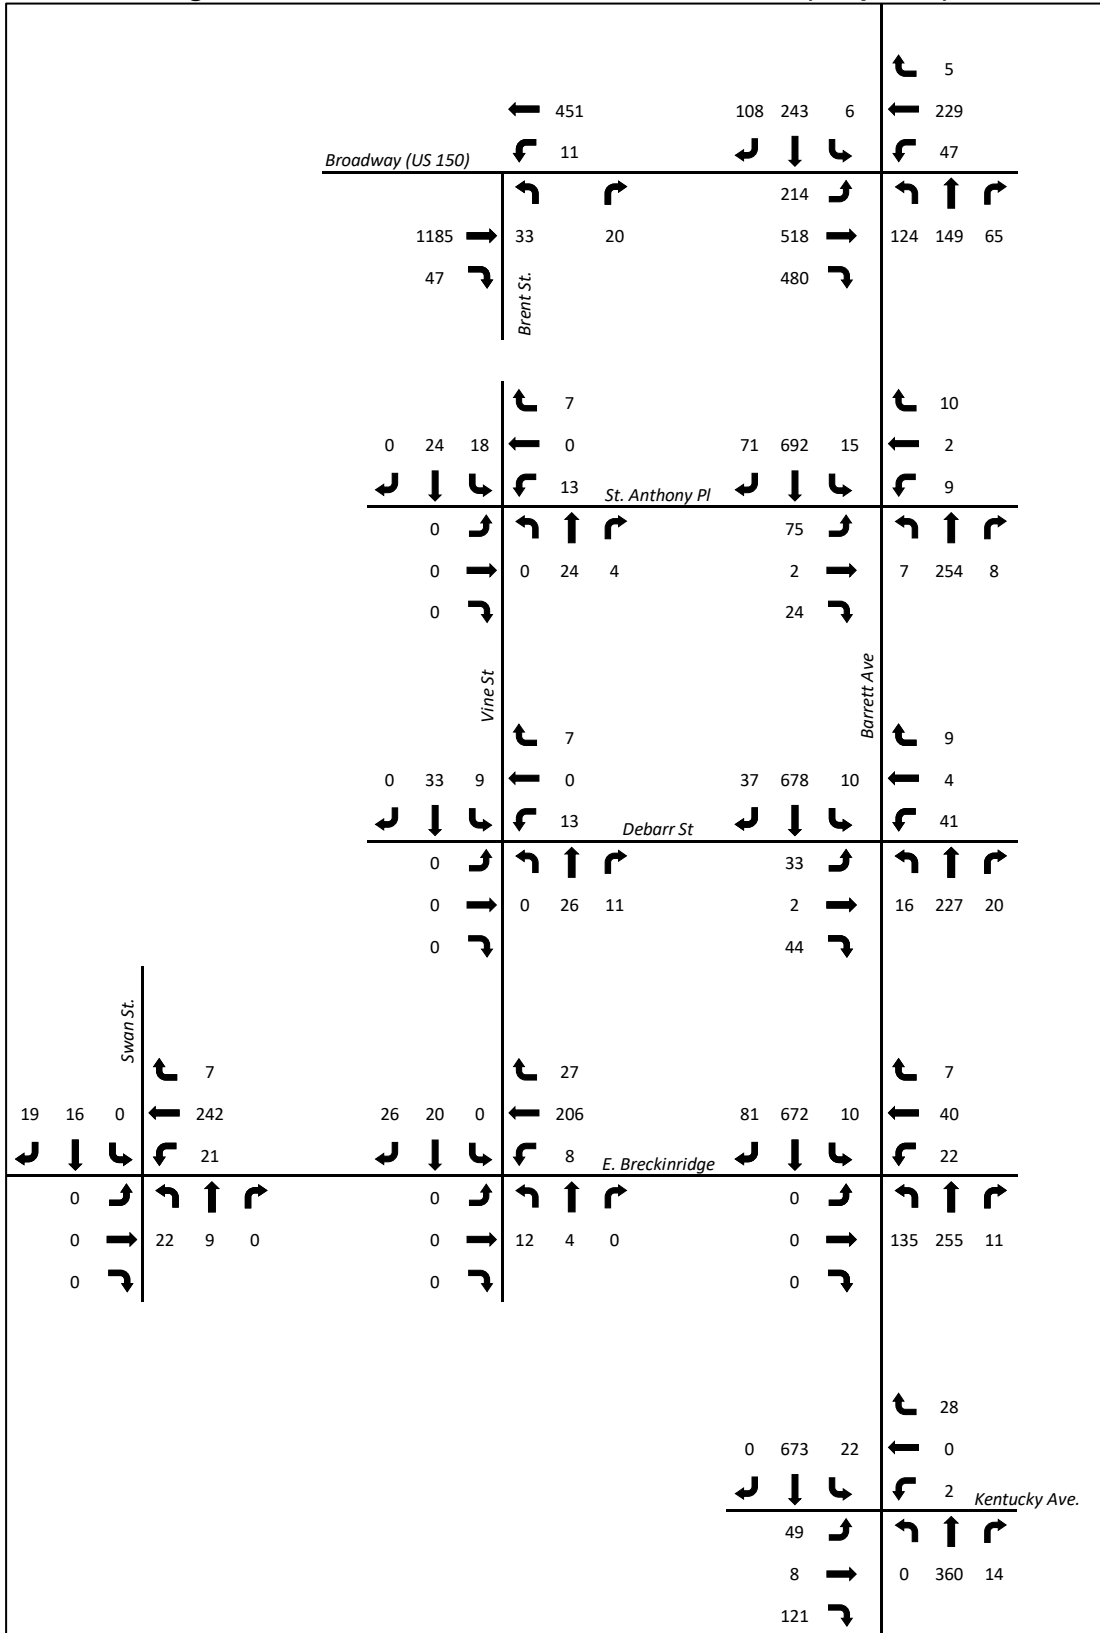 5
451 108 243 6 229
11 47
Broadway (US 150)
214
1185 33 20 518 124 149 65
47 480
Brent St.
7 10
0 24 18 0 71 692 15 2
13 St. Anthony Pl 9
0 75
0 0 24 4 2 7 254 8
0 24
Vine St
Barrett Ave
7 9
0 33 9 0 37 678 10 4
13 Debarr St 41
0 33
0 0 26 11 2 16 227 20
0 44
Swan St.
7 27 7
19 16 0 242 26 20 0 206 81 672 10 40
21 8 E. Breckinridge 22
0 0 0
0 22 9 0 0 12 4 0 0 135 255 11
0 0 0
28
0 673 22 0
2 Kentucky Ave.
49
8 0 360 14
121